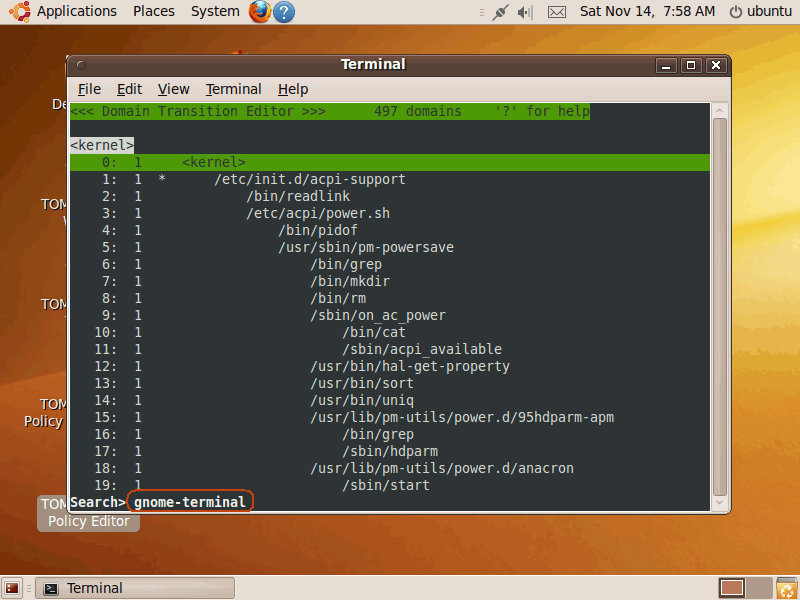 Applications Places System Sat Nov 14, 7:58 AM ubuntu
Terminal
File Edit View Terminal Help
<<< Domain Transition Editor >>> 497 domains '?' for help
<kernel>
0: 1 <kernel>
1: 1 * /etc/init.d/acpi-support
2: 1 /bin/readlink
3: 1 /etc/acpi/power.sh
4: 1 /bin/pidof
5: 1 /usr/sbin/pm-powersave
6: 1 /bin/grep
7: 1 /bin/mkdir
8: 1 /bin/rm
9: 1 /sbin/on_ac_power
10: 1 /bin/cat
11: 1 /sbin/acpi_available
12: 1 /usr/bin/hal-get-property
13: 1 /usr/bin/sort
14: 1 /usr/bin/uniq
15: 1 /usr/lib/pm-utils/power.d/95hdparm-apm
16: 1 /bin/grep
17: 1 /sbin/hdparm
18: 1 /usr/lib/pm-utils/power.d/anacron
19: 1 /sbin/start
Search> gnome-terminal
De
TOM
TOM
TOM
Policy
TOM
Policy Editor
Terminal